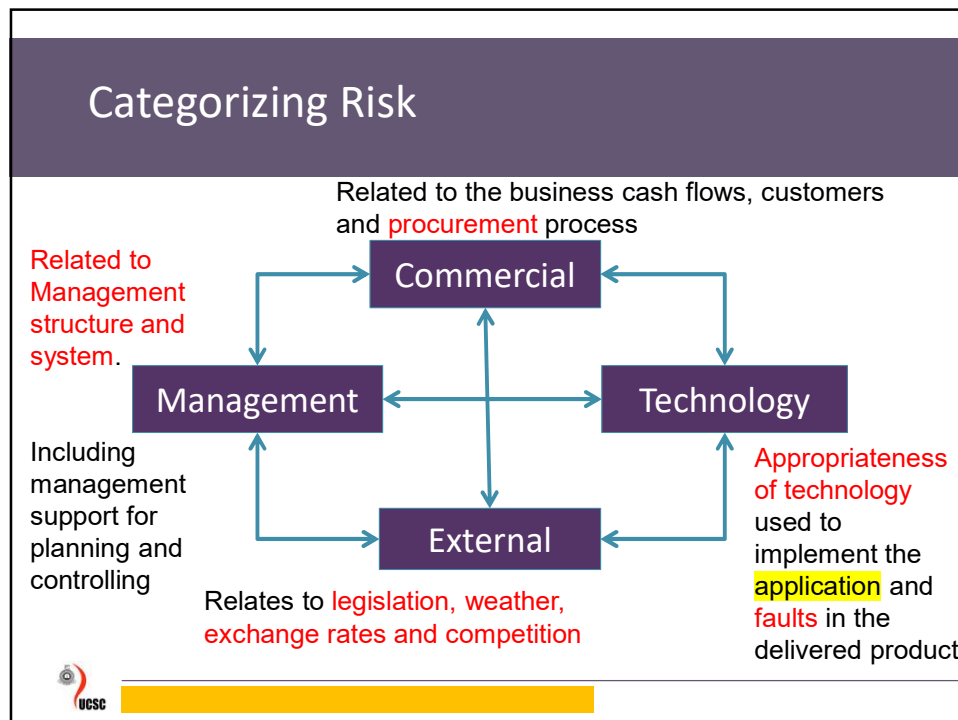 Categorizing Risk
Related to the business cash flows, customers
and procurement process
Related to
Management
structure and
system.
Commercial
Management
Technology
Including
management
support for
planning and
controlling
External
Appropriateness
of technology
used to
implement the
application and
faults in the
delivered product
Relates to legislation, weather,
exchange rates and competition
UCSC